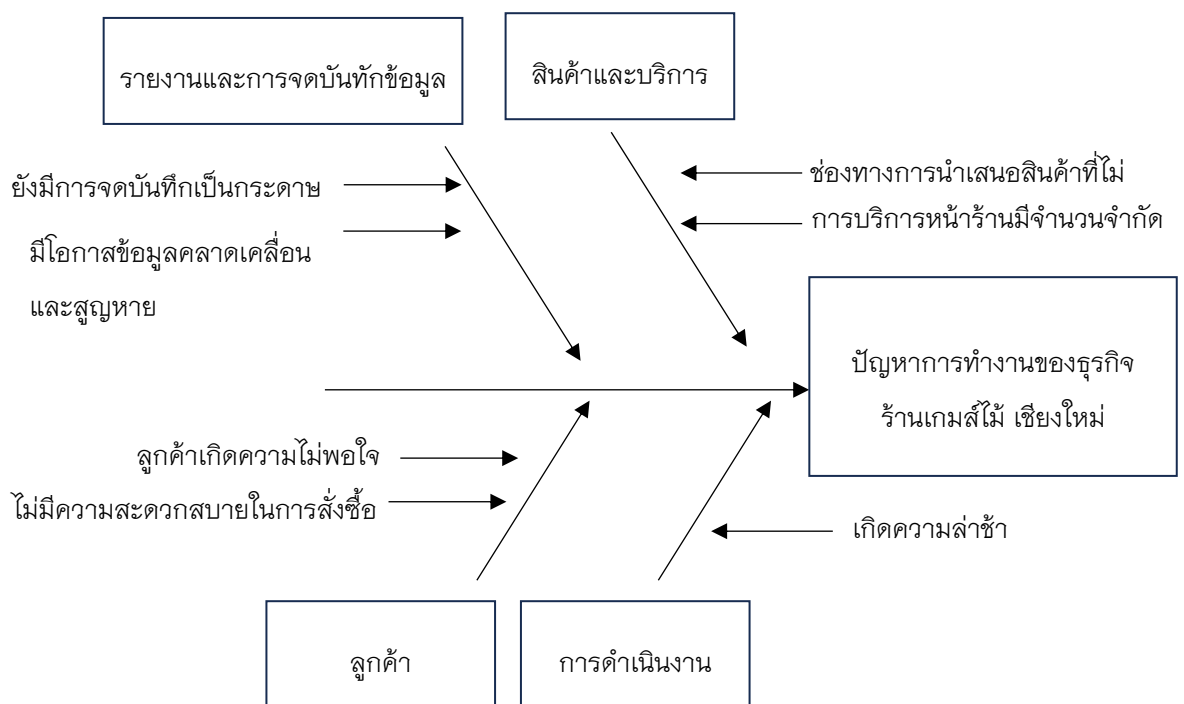 รายงานและการจดบันทักข้อมูล
สินค้าและบริการ
ยังมีการจดบันทึกเป็นกระดาษ
มีโอกาสข้อมูลคลาดเคลื่อน
และสูญหาย
ช่องทางการนำเสนอสินค้าที่ไม่
การบริการหน้าร้านมีจำนวนจำกัด
ปัญหาการทำงานของธุรกิจ
ร้านเกมส์ไม้ เชียงใหม่
ลูกค้าเกิดความไม่พอใจ
ไม่มีความสะดวกสบายในการสั่งซื้อ
เกิดความล่าช้า
ลูกค้า
การดำเนินงาน